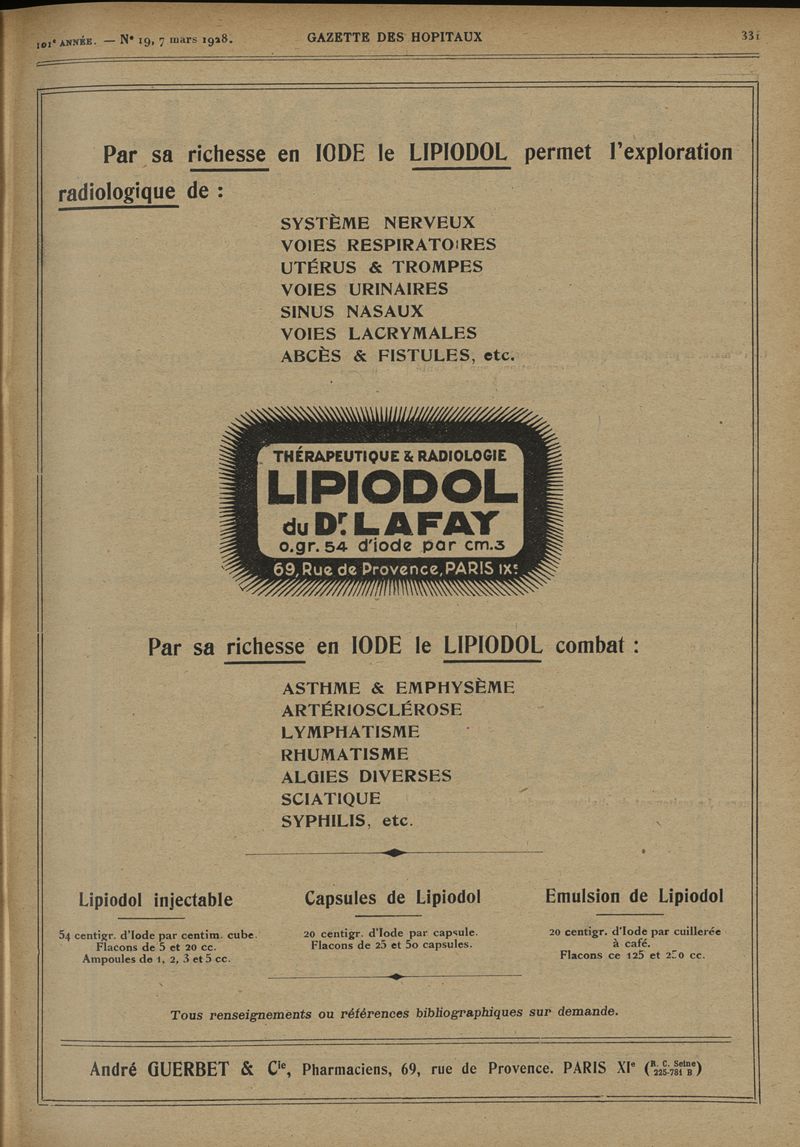 101e ANNÉE. — N° 19, 7 mars 1928.
GAZETTE DES HOPITAUX
331
Par sa richesse en IODE le LIPIODOL permet l'exploration
radiologique de :
SYSTÈME NERVEUX
VOIES RESPIRATOIRES
UTÉRUS & TROMPES
VOIES URINAIRES
SINUS NASAUX
VOIES LACRYMALES
ABCÈS & FISTULES, etc.
THÉRAPEUTIQUE & RADIOLOGIE
LIPIODOL
du Dr. LAFAY
0.gr. 54 d'iode par cm.3
69, Rue de Provence, PARIS IXe
Par sa richesse en IODE le LIPIODOL combat :
ASTHME & EMPHYSÈME
ARTÉRIOSCLÉROSE
LYMPHATISME
RHUMATISME
ALGIES DIVERSES
SCIATIQUE
SYPHILIS, etc.
Lipiodol injectable
54 centigr. d'Iode par centim. cube.
Flacons de 5 et 20 cc.
Ampoules de 1, 2, 3 et 5 cc.
Capsules de Lipiodol
20 centigr. d'Iode par capsule.
Flacons de 25 et 50 capsules.
Emulsion de Lipiodol
20 centigr. d'Iode par cuillerée
à café.
Flacons ce 125 et 250 cc.
Tous renseignements ou références bibliographiques sur demande.
André GUERBET & Cie, Pharmaciens, 69, rue de Provence. PARIS XIe (R. C. Seine 225-781 B)